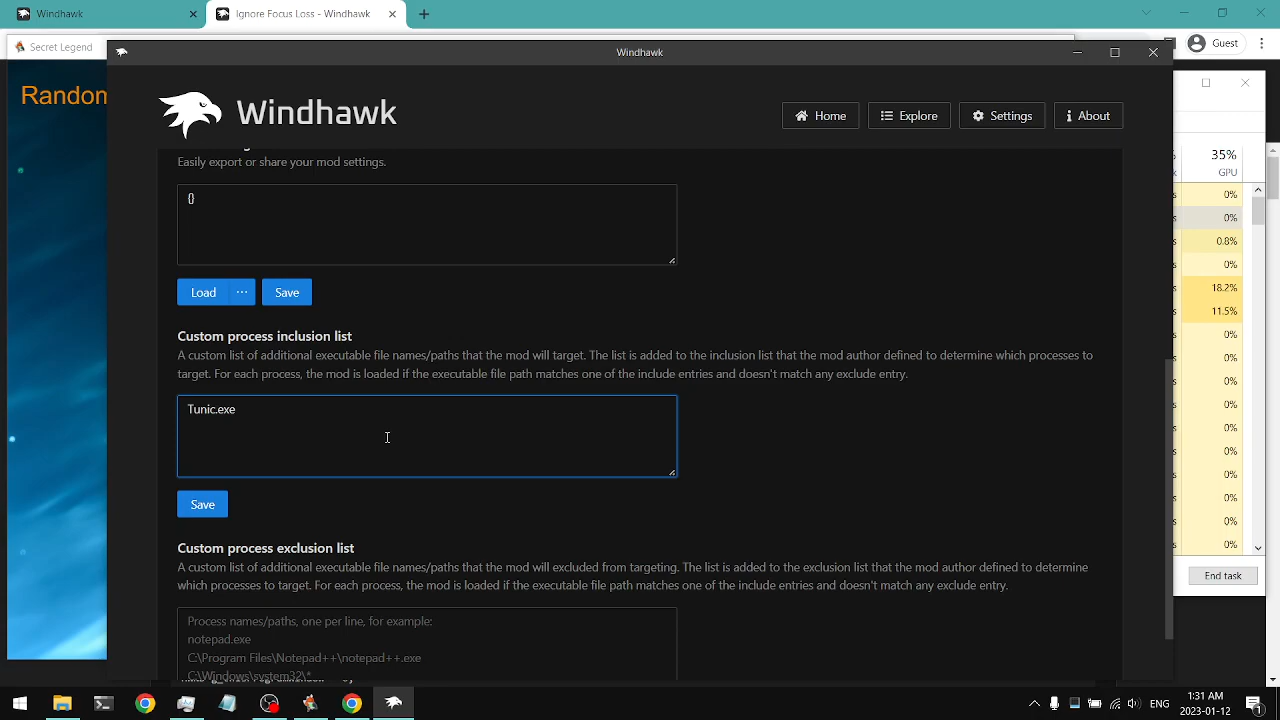 Windhawk
Ignore Focus Loss - Windhawk
Secret Legend
Windhawk
Guest
Random
Windhawk
Home
Explore
Settings
About
Easily export or share your mod settings.
{}
Load
...
Save
Custom process inclusion list
A custom list of additional executable file names/paths that the mod will target. The list is added to the inclusion list that the mod author defined to determine which processes to
target. For each process, the mod is loaded if the executable file path matches one of the include entries and doesn't match any exclude entry.
Tunic.exe
Save
Custom process exclusion list
A custom list of additional executable file names/paths that the mod will excluded from targeting. The list is added to the exclusion list that the mod author defined to determine
which processes to target. For each process, the mod is loaded if the executable file path matches one of the include entries and doesn't match any exclude entry.
Process names/paths, one per line, for example:
notepad.exe
C:\Program Files\Notepad++\notepad++.exe
C:\Windows\system32\*
35%
GPU
0%
0%
0.8%
0%
18.2%
11.5%
0%
0%
0%
0%
0%
0%
0%
0%
0%
0%
End task
ENG
1:31 AM
2023-01-12
1